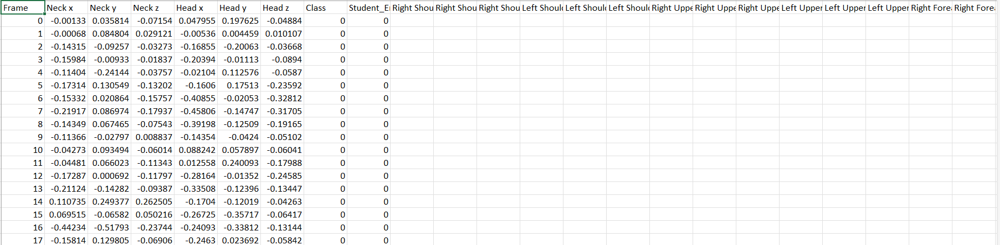 Frame Neck x Neck y Neck z Head x Head y Head z Class Student_E Right Shou Right Shou Right Shou Left Should Left Should Left Should Right Uppe Right Uppe Right Uppe Left Upper Left Upper Left Upper Right Fore Right Fore
0 -0.00133 0.035814 -0.07154 0.047955 0.197625 -0.04884 0 0
1 -0.00068 0.084804 0.029121 -0.00536 0.004459 0.010107 0 0
2 -0.14315 -0.09257 -0.03273 -0.16855 -0.20063 -0.03668 0 0
3 -0.15984 -0.00933 -0.01837 -0.20394 -0.01113 -0.0894 0 0
4 -0.11404 -0.24144 -0.03757 -0.02104 0.112576 -0.0587 0 0
5 -0.17314 0.130549 -0.13202 -0.1606 0.17513 -0.23592 0 0
6 -0.15332 0.020864 -0.15757 -0.40855 -0.02053 -0.32812 0 0
7 -0.21917 0.086974 -0.17937 -0.45806 -0.14747 -0.31705 0 0
8 -0.14349 0.067465 -0.07543 -0.39198 -0.12509 -0.19165 0 0
9 -0.11366 -0.02797 0.008837 -0.14354 -0.0424 -0.05102 0 0
10 -0.04273 0.093494 -0.06014 0.088242 0.057897 -0.06041 0 0
11 -0.04481 0.066023 -0.11343 0.012558 0.240093 -0.17988 0 0
12 -0.17287 0.000692 -0.11797 -0.28164 -0.01352 -0.24585 0 0
13 -0.21124 -0.14282 -0.09387 -0.33508 -0.12396 -0.13447 0 0
14 0.110735 0.249377 0.262505 -0.1704 -0.12019 -0.04263 0 0
15 0.069515 -0.06582 0.050216 -0.26725 -0.35717 -0.06417 0 0
16 -0.44234 -0.51793 -0.23744 -0.24093 -0.33812 -0.13144 0 0
17 -0.15814 0.129805 -0.06906 -0.2463 0.023692 -0.05842 0 0